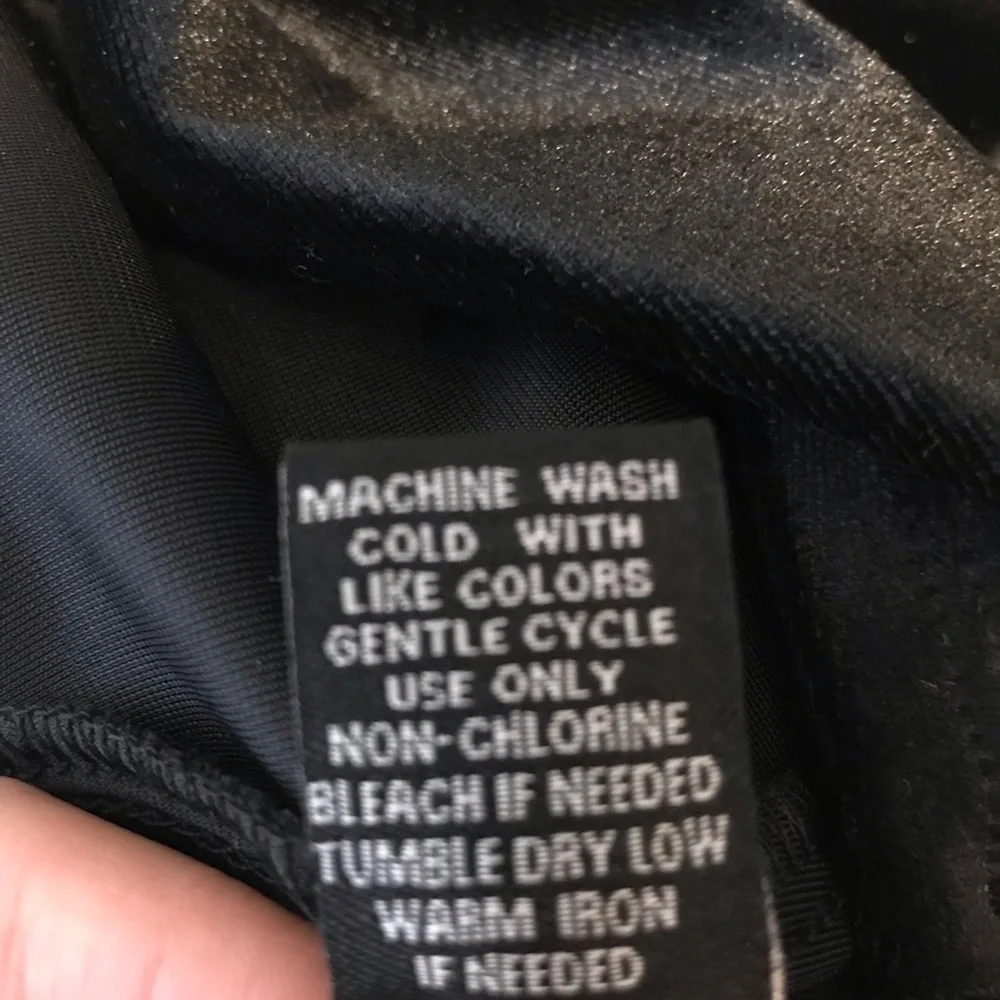 MACHINE WASH
COLD WITH
LIKE COLORS
GENTLE CYCLE
USE ONLY
NON-CHLORINE
BLEACH IF NEEDED
TUMBLE DRY LOW
WARM IRON
IF NEEDED